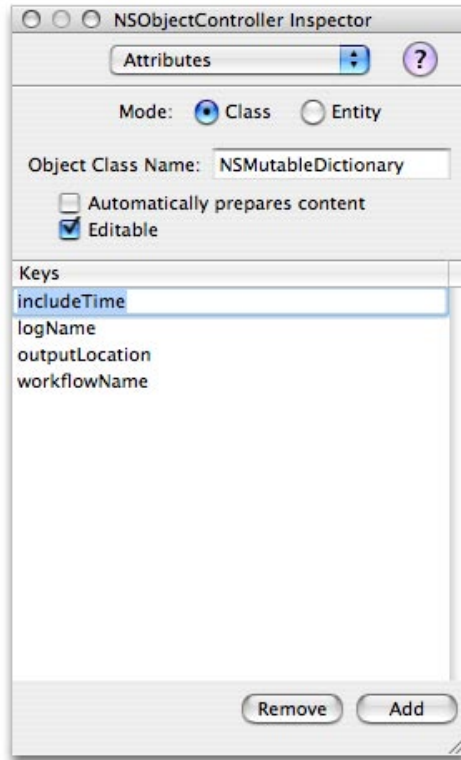 NSObjectController Inspector
Attributes
?
Mode: Class Entity
Object Class Name: NSMutableDictionary
Automatically prepares content
Editable
Keys
includeTime
logName
outputLocation
workflowName
Remove Add